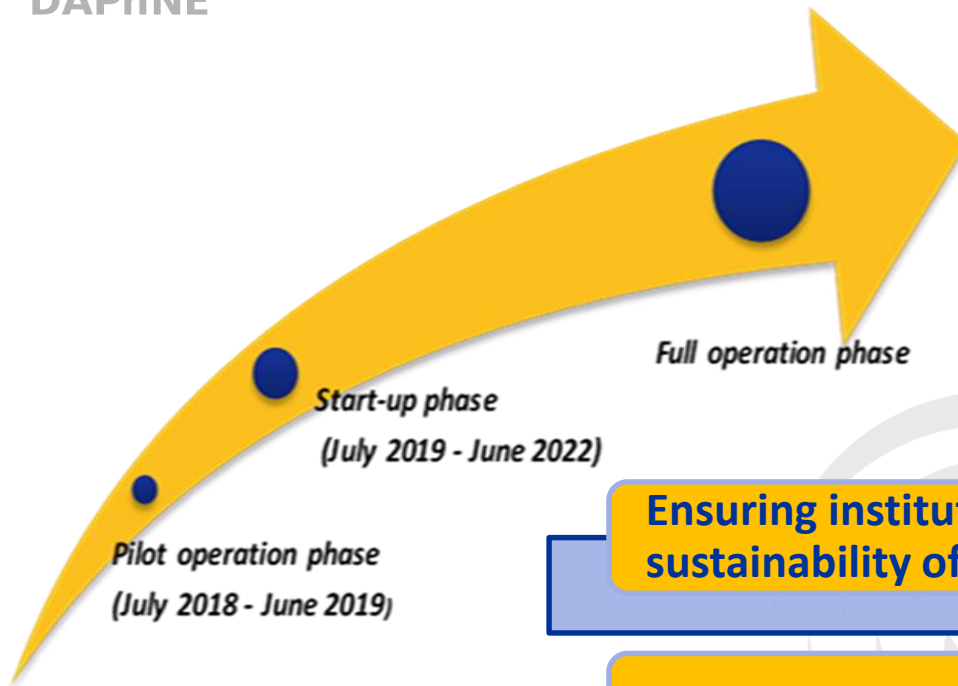 DAPhNE
Full operation phase
Start-up phase
(July 2019 - June 2022)
Pilot operation phase
(July 2018 - June 2019)
Ensuring institut
sustainability of